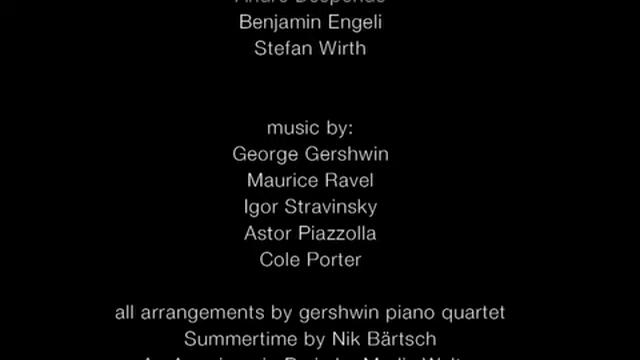 Benjamin Engeli
Stefan Wirth
music by:
George Gershwin
Maurice Ravel
Igor Stravinsky
Astor Piazzolla
Cole Porter
all arrangements by gershwin piano quartet
Summertime by Nik Bärtsch